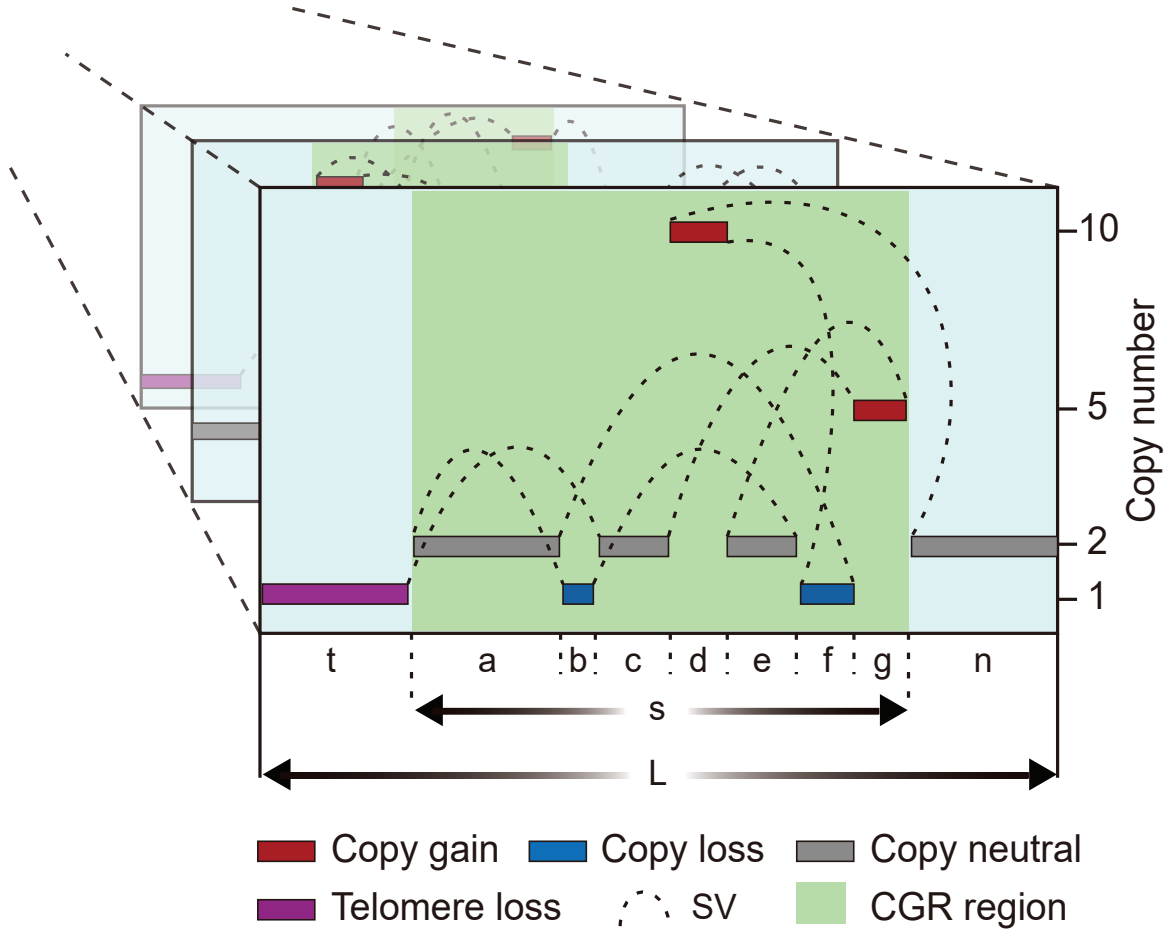 10
5
2
1
Copy number
t a b c d e f g n
s
L
Copy gain Copy loss Copy neutral
Telomere loss SV CGR region